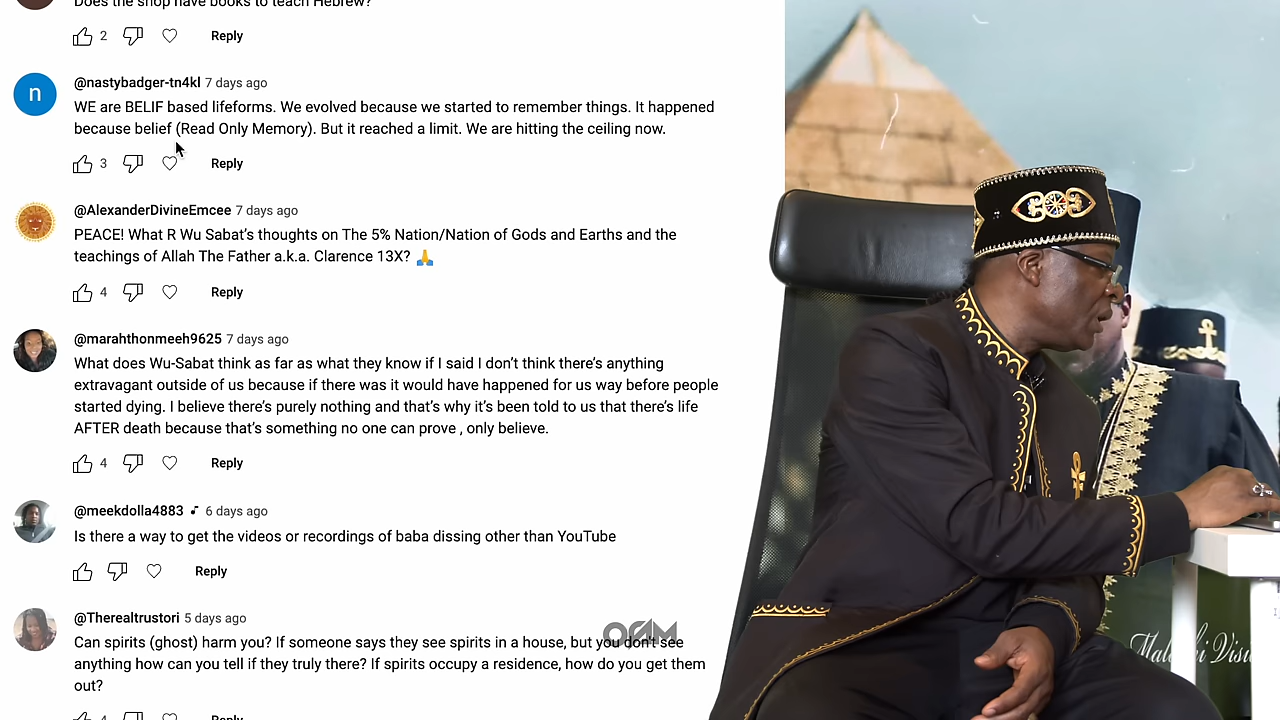 Does the shop have books to teach Hebrew?
2 Reply
n
@nastybadger-tn4kl 7 days ago
WE are BELIF based lifeforms. We evolved because we started to remember things. It happened
because belief (Read Only Memory). But it reached a limit. We are hitting the ceiling now.
3 Reply
@AlexanderDivineEmcee 7 days ago
PEACE! What R Wu Sabat’s thoughts on The 5% Nation/Nation of Gods and Earths and the
teachings of Allah The Father a.k.a. Clarence 13X? 🙏
4 Reply
@marahthonmeeh9625 7 days ago
What does Wu-Sabat think as far as what they know if I said I don’t think there’s anything
extravagant outside of us because if there was it would have happened for us way before people
started dying. I believe there’s purely nothing and that’s why it’s been told to us that there’s life
AFTER death because that’s something no one can prove , only believe.
4 Reply
@meekdolla4883 6 days ago
Is there a way to get the videos or recordings of baba dissing other than YouTube
Reply
@Therealtrustori 5 days ago
Can spirits (ghost) harm you? If someone says they see spirits in a house, but you don't see
anything how can you tell if they truly there? If spirits occupy a residence, how do you get them
out?
4 Reply